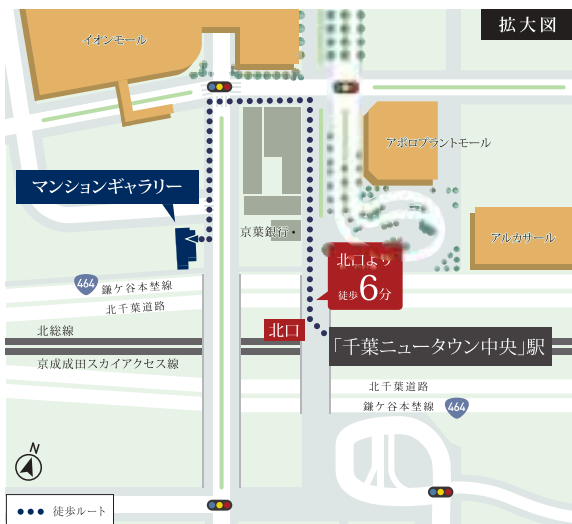 拡大図
イオンモール
アポロプラントモール
マンションギャラリー
京葉銀行
アルカサール
北口より
徒歩6分
464
鎌ケ谷本埜線
北千葉道路
北総線
北口
「千葉ニュータウン中央」駅
京成成田スカイアクセス線
北千葉道路
鎌ケ谷本埜線
464
N
徒歩ルート